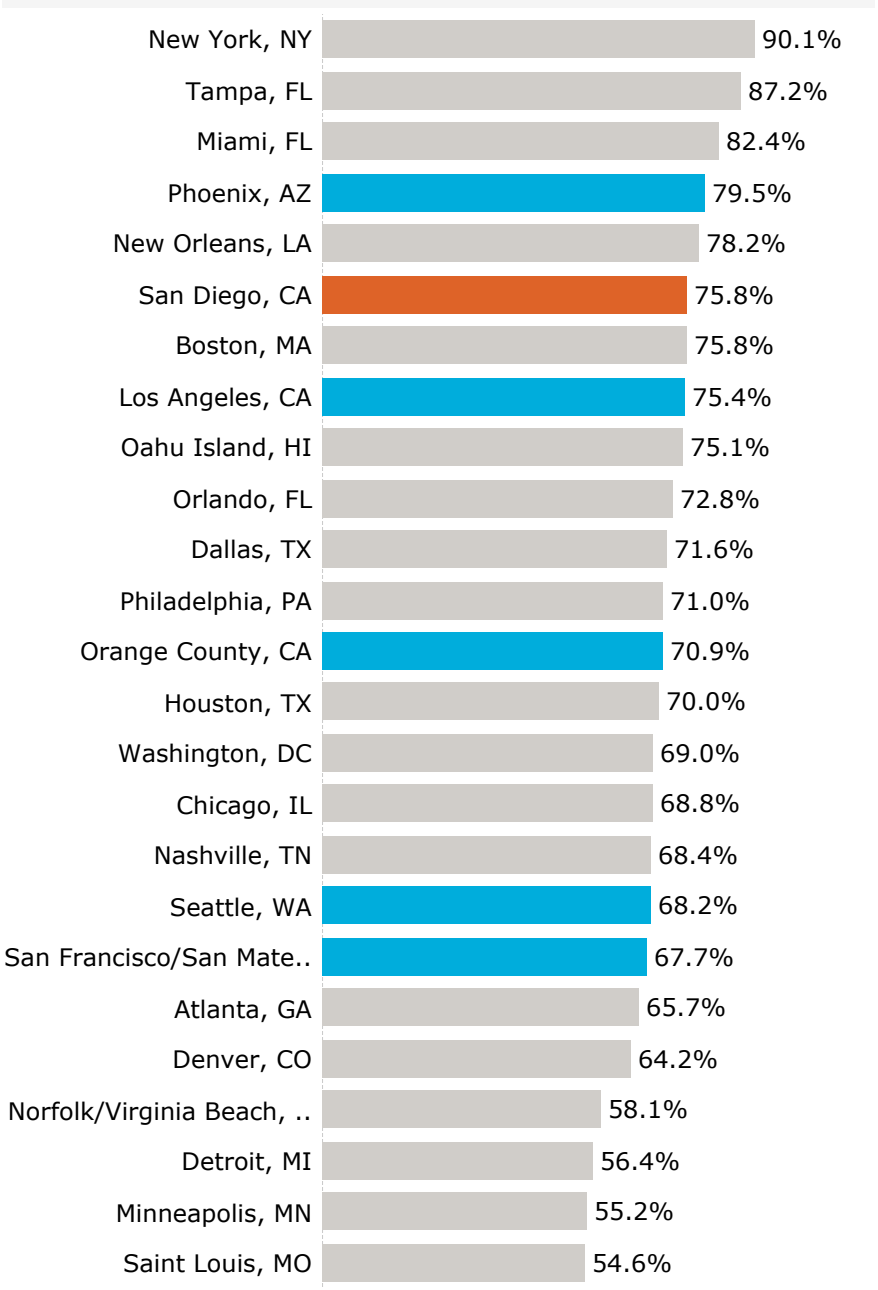 New York, NY 90.1%
Tampa, FL 87.2%
Miami, FL 82.4%
Phoenix, AZ 79.5%
New Orleans, LA 78.2%
San Diego, CA 75.8%
Boston, MA 75.8%
Los Angeles, CA 75.4%
Oahu Island, HI 75.1%
Orlando, FL 72.8%
Dallas, TX 71.6%
Philadelphia, PA 71.0%
Orange County, CA 70.9%
Houston, TX 70.0%
Washington, DC 69.0%
Chicago, IL 68.8%
Nashville, TN 68.4%
Seattle, WA 68.2%
San Francisco/San Mate.. 67.7%
Atlanta, GA 65.7%
Denver, CO 64.2%
Norfolk/Virginia Beach, .. 58.1%
Detroit, MI 56.4%
Minneapolis, MN 55.2%
Saint Louis, MO 54.6%